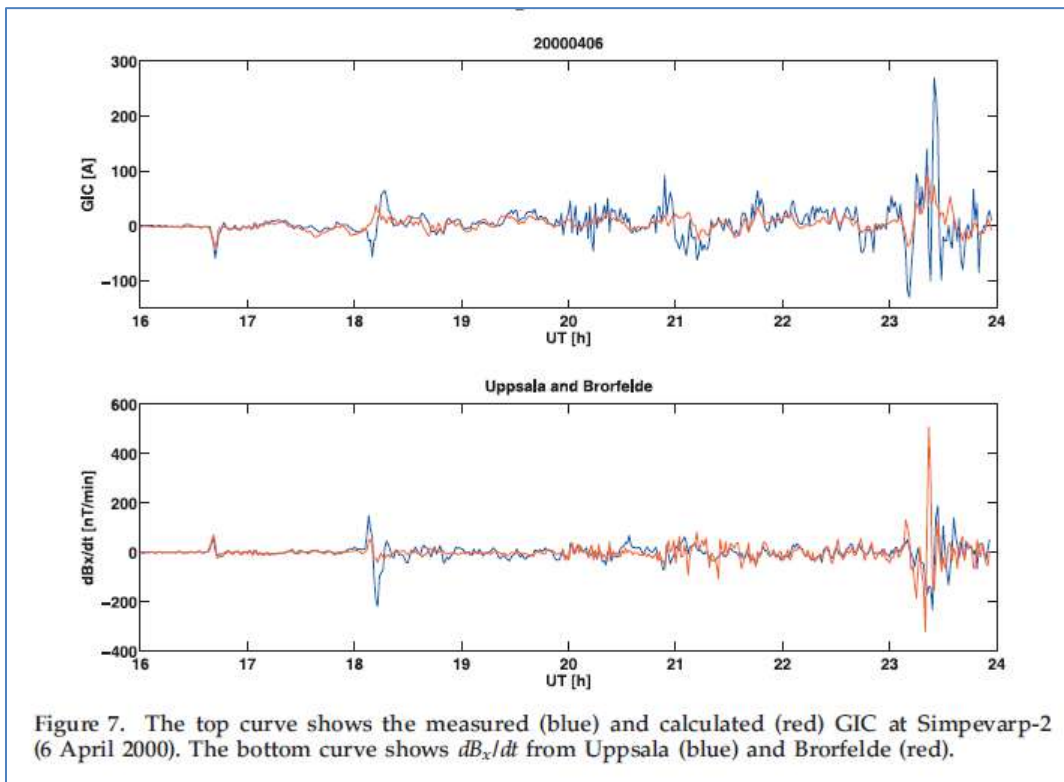 20000406
300
200
100
0
−100
GIC [A]
16 17 18 19 20 21 22 23 24
UT [h]
Uppsala and Brorfelde
600
400
200
0
−200
−400
dBx/dt [nT/min]
16 17 18 19 20 21 22 23 24
UT [h]
Figure 7. The top curve shows the measured (blue) and calculated (red) GIC at Simpevarp-2
(6 April 2000). The bottom curve shows dBx/dt from Uppsala (blue) and Brorfelde (red).